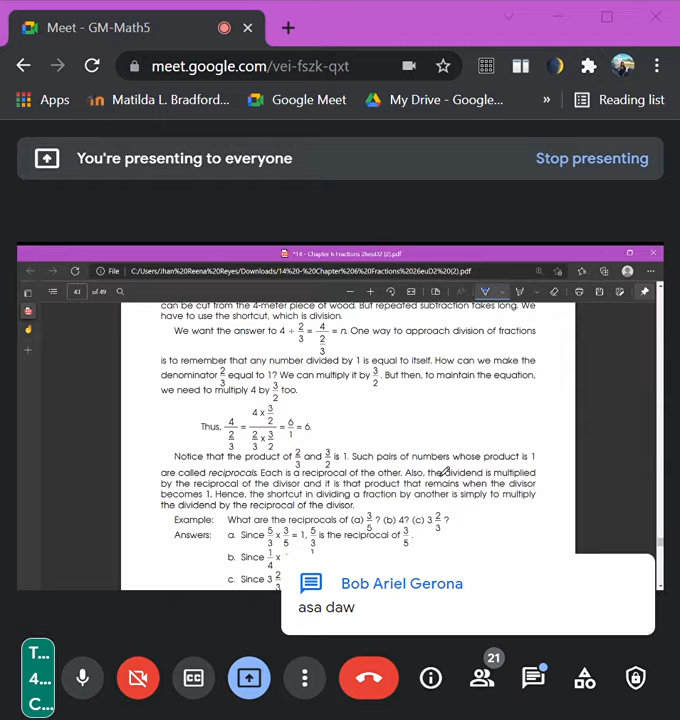 Meet - GM-Math5
meet.google.com/vei-fszk-qxt
Apps
Matilda L. Bradford...
Google Meet
My Drive - Google...
»
Reading list
You're presenting to everyone
Stop presenting
*14 - Chapter 6 Fractions 26euD2 (2).pdf
File | C:/Users/Jhan%20Reena%20Reyes/Downloads/14%20-%20Chapter%206%20Fractions%2026euD2%20(2).pdf
43 of 49
can be cut from the 4-meter piece of wood. But repeated subtraction takes long. We
have to use the shortcut, which is division.
We want the answer to 4 ÷ 2/3 = 4/(2/3) = n. One way to approach division of fractions
is to remember that any number divided by 1 is equal to itself. How can we make the
denominator 2/3 equal to 1? We can multiply it by 3/2. But then, to maintain the equation,
we need to multiply 4 by 3/2 too.
Thus, 4/(2/3) = (4 x 3/2)/(2/3 x 3/2) = 6/1 = 6.
Notice that the product of 2/3 and 3/2 is 1. Such pairs of numbers whose product is 1
are called reciprocals. Each is a reciprocal of the other. Also, the dividend is multiplied
by the reciprocal of the divisor and it is that product that remains when the divisor
becomes 1. Hence, the shortcut in dividing a fraction by another is simply to multiply
the dividend by the reciprocal of the divisor.
Example: What are the reciprocals of (a) 3/5? (b) 4? (c) 3 2/3?
Answers: a. Since 5/3 x 3/5 = 1, 5/3 is the reciprocal of 3/5.
b. Since 1/4 x
c. Since 3 2/3
Bob Ariel Gerona
asa daw
T...
4...
C...
21